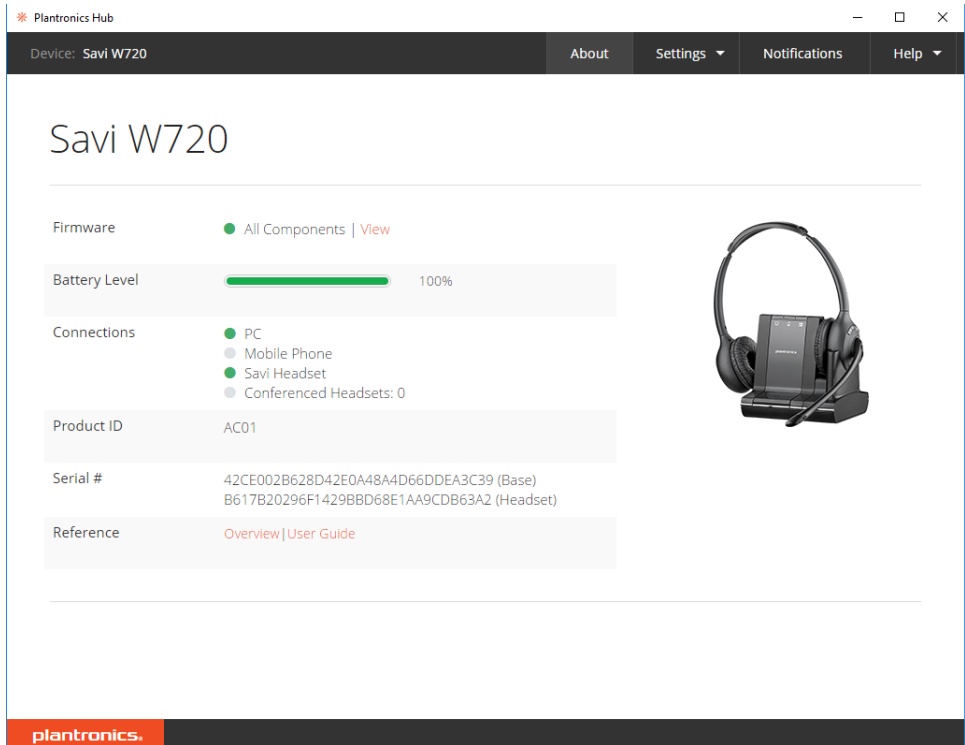 Plantronics Hub
Device: Savi W720 About Settings Notifications Help
Savi W720
Firmware All Components | View
Battery Level 100%
Connections PC
Mobile Phone
Savi Headset
Conferenced Headsets: 0
Product ID AC01
Serial # 42CE002B628D42E0A48A4D66DDEA3C39 (Base)
B617B20296F1429BBD68E1AA9CDB63A2 (Headset)
Reference Overview|User Guide
plantronics
plantronics.